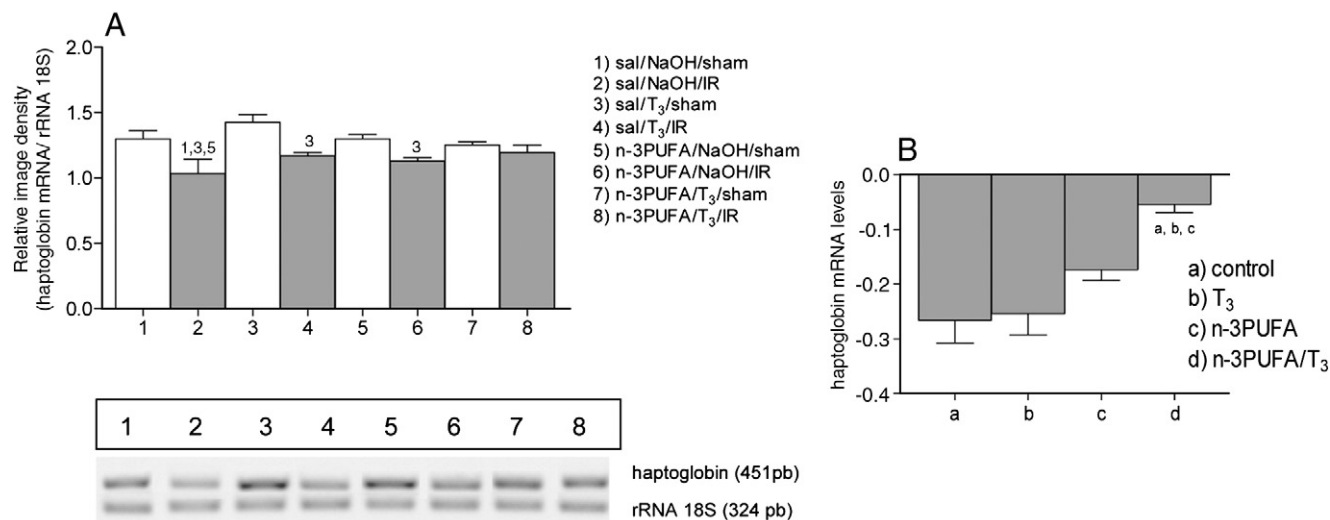 A
2.0
1.5
1.0
0.5
0.0
Relative image density
(haptoglobin mRNA/ rRNA 18S)
1,3,5
3
3
1 2 3 4 5 6 7 8
1) sal/NaOH/sham
2) sal/NaOH/IR
3) sal/T₃/sham
4) sal/T₃/IR
5) n-3PUFA/NaOH/sham
6) n-3PUFA/NaOH/IR
7) n-3PUFA/T₃/sham
8) n-3PUFA/T₃/IR
B
0.0
-0.1
-0.2
-0.3
-0.4
haptoglobin mRNA levels
a, b, c
a b c d
a) control
b) T₃
c) n-3PUFA
d) n-3PUFA/T₃
1 2 3 4 5 6 7 8
haptoglobin (451pb)
rRNA 18S (324 pb)